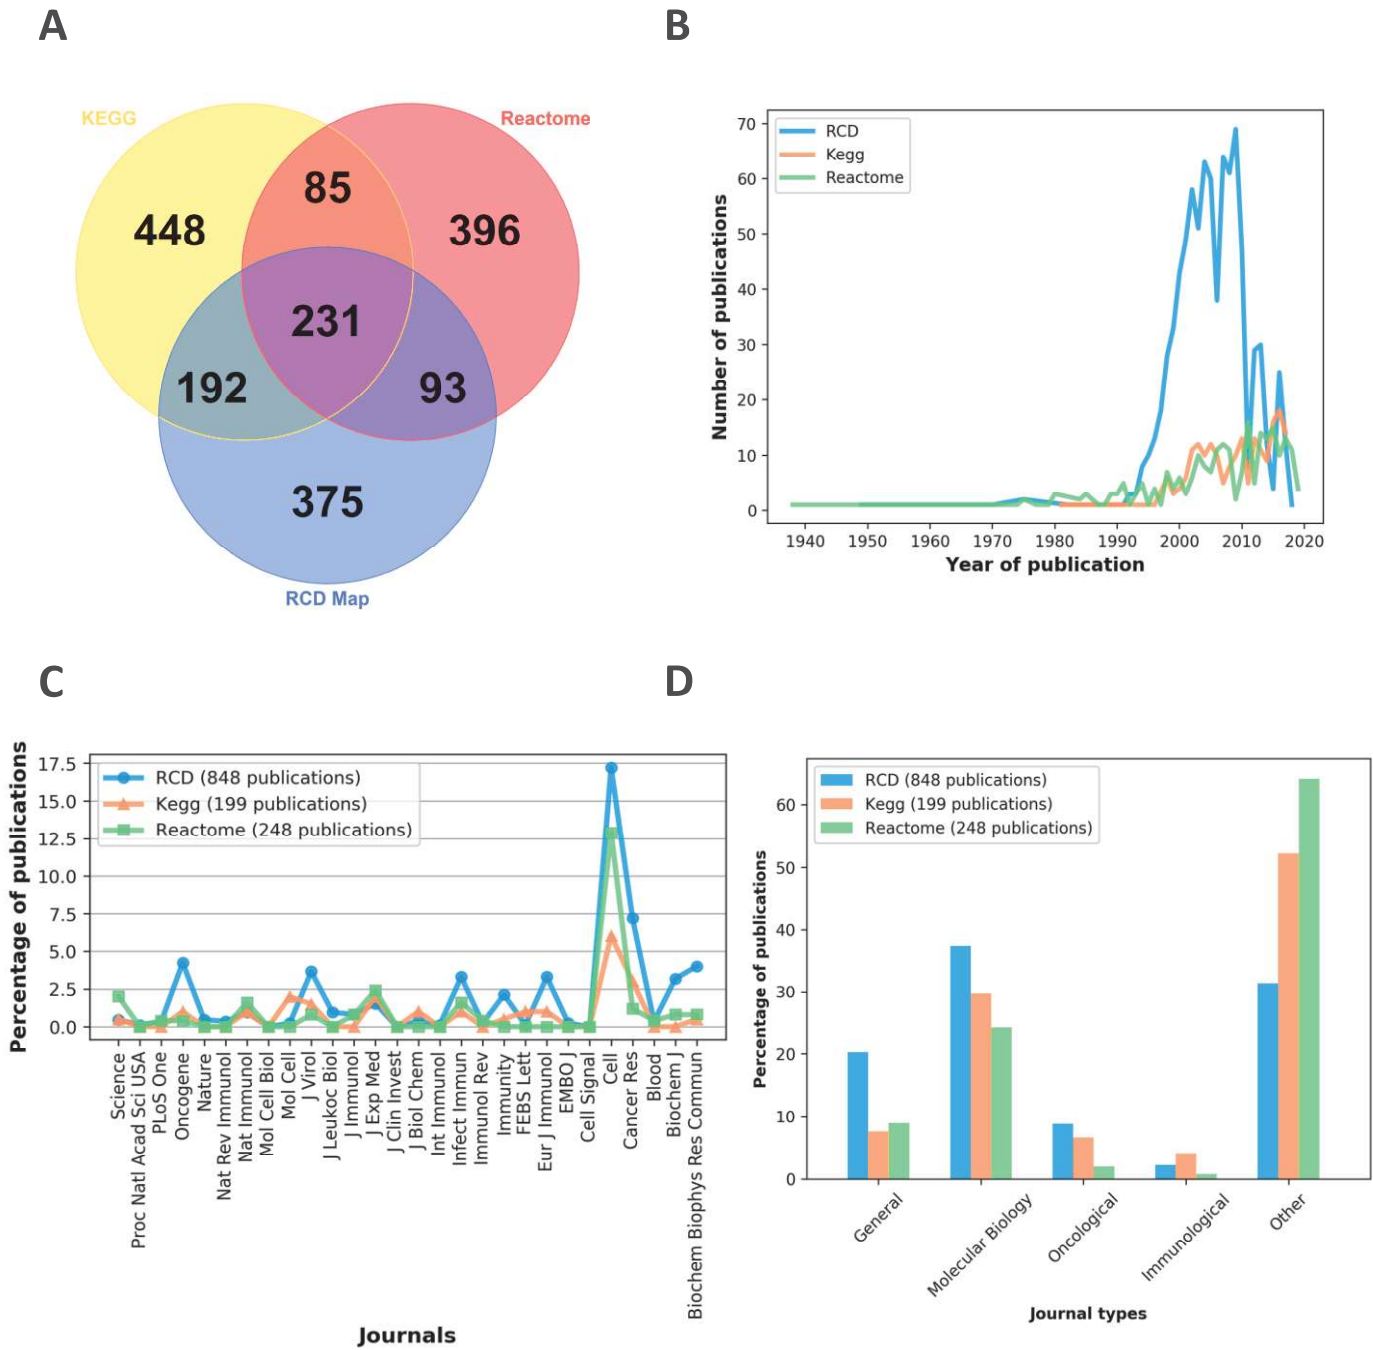 A
KEGG
Reactome
85
448
396
231
192
93
375
RCD Map
B
RCD
Kegg
Reactome
70
60
50
40
30
20
10
0
Number of publications
1940 1950 1960 1970 1980 1990 2000 2010 2020
Year of publication
C
RCD (848 publications)
Kegg (199 publications)
Reactome (248 publications)
17.5
15.0
12.5
10.0
7.5
5.0
2.5
0.0
Percentage of publications
Science
Proc Natl Acad Sci USA
PLoS One
Oncogene
Nature
Nat Rev Immunol
Nat Immunol
Mol Cell Biol
Mol Cell
J Virol
J Leukoc Biol
J Immunol
J Exp Med
J Clin Invest
J Biol Chem
Int Immunol
Infect Immun
Immunol Rev
Immunity
FEBS Lett
Eur J Immunol
EMBO J
Cell Signal
Cell
Cancer Res
Blood
Biochem J
Biochem Biophys Res Commun
Journals
D
RCD (848 publications)
Kegg (199 publications)
Reactome (248 publications)
60
50
40
30
20
10
0
Percentage of publications
General
Molecular Biology
Oncological
Immunological
Other
Journal types